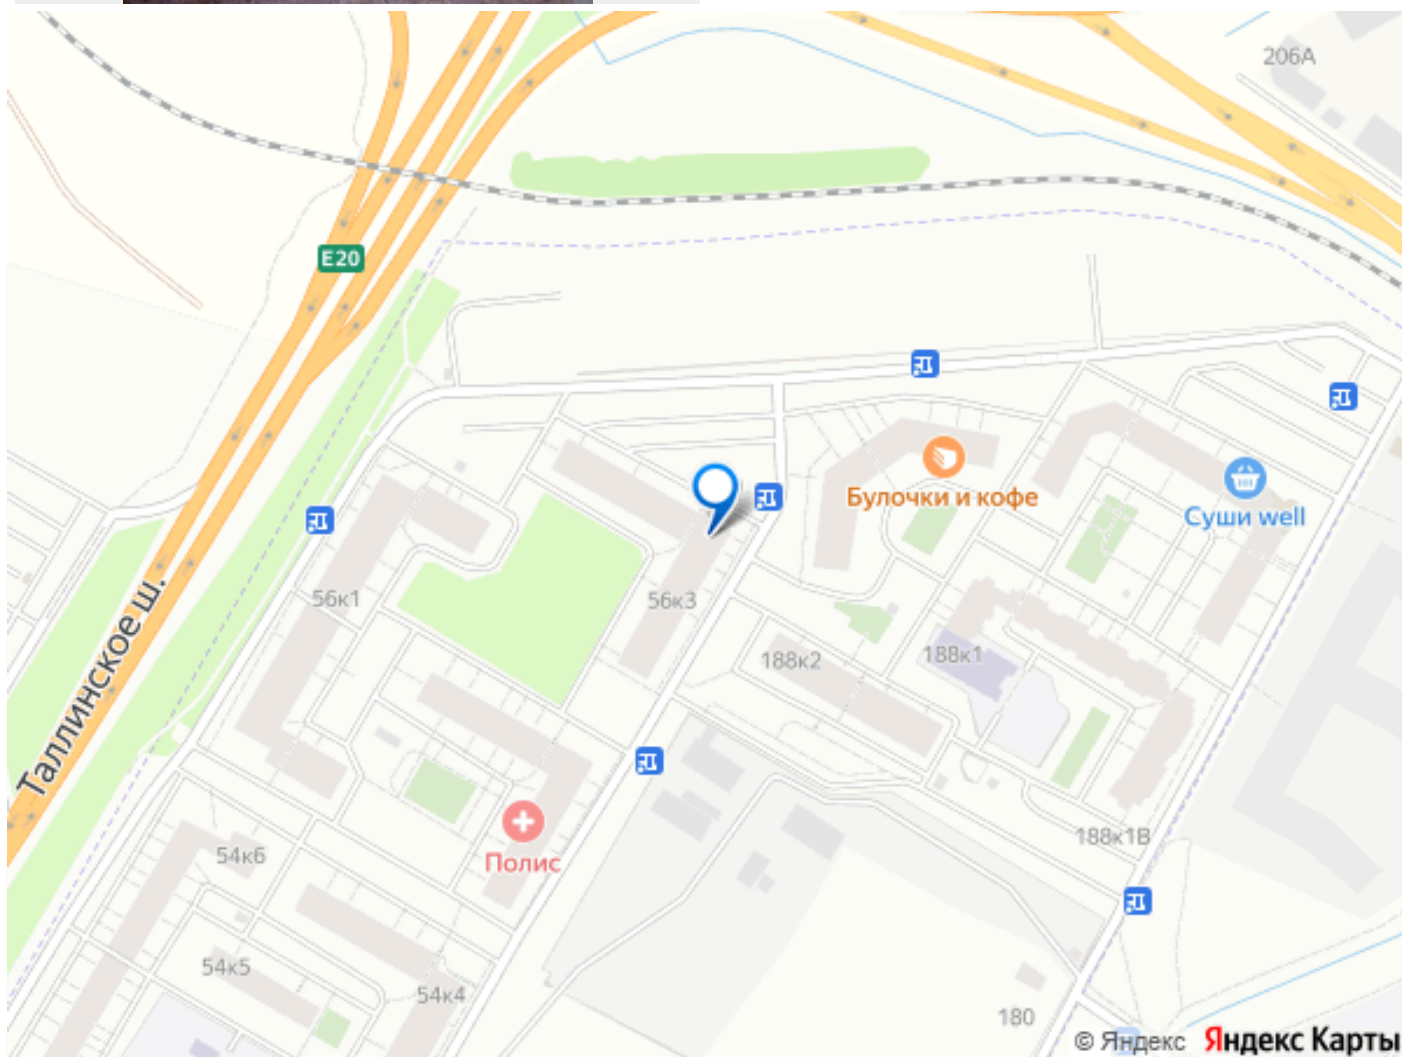 206А
E20
Булочки и кофе
Суши well
56к1
56к3
188к2
188к1
Таллинское ш.
Полис
188к1В
54к6
54к5
54к4
180
© Яндекс Яндекс Карты